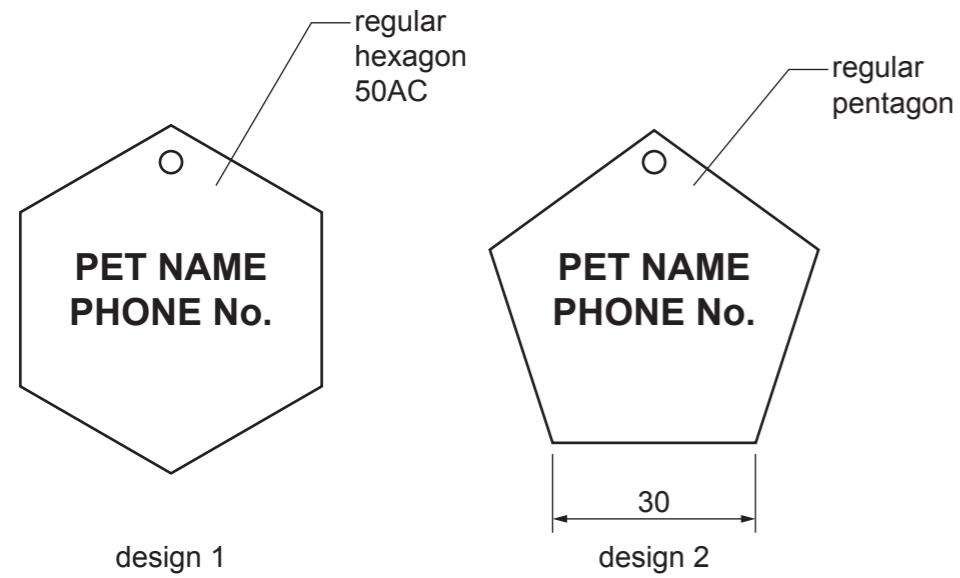 regular
hexagon
50AC
PET NAME
PHONE No.
design 1
regular
pentagon
PET NAME
PHONE No.
30
design 2